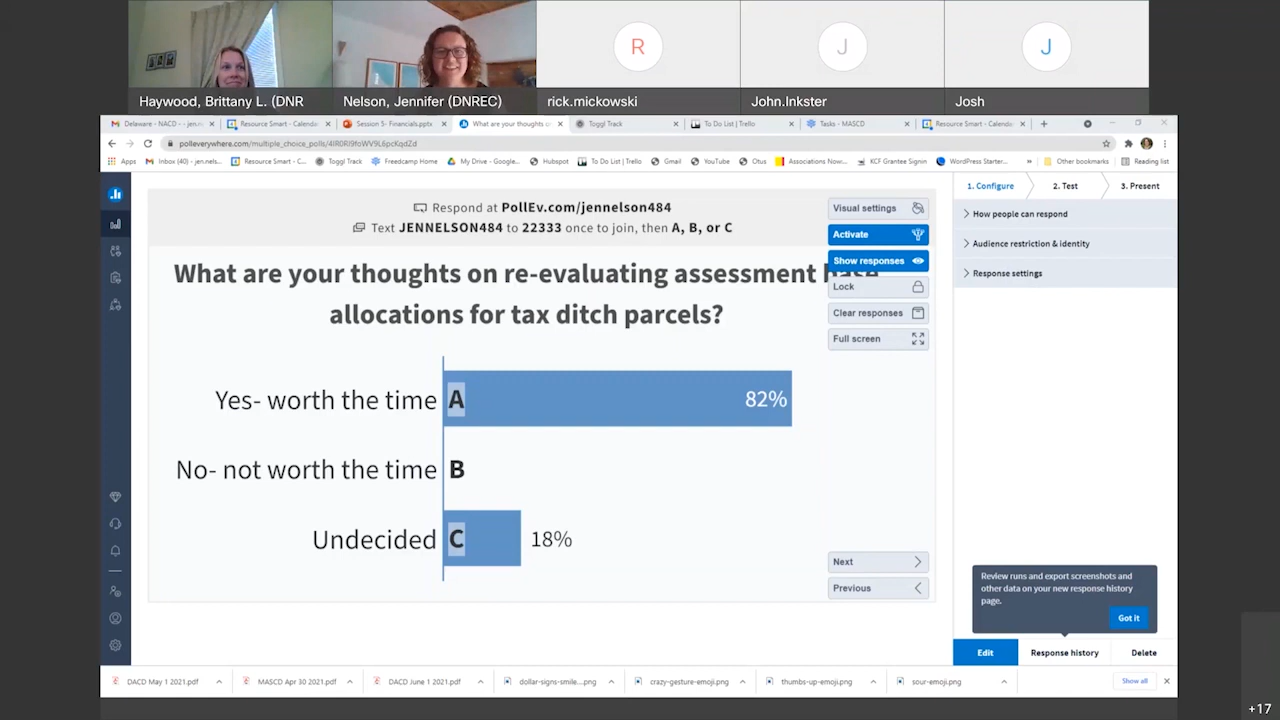 Haywood, Brittany L. (DNR
Nelson, Jennifer (DNREC)
R
rick.mickowski
J
John.Inkster
J
Josh
Delaware - NACD - - jen.n
Resource Smart - Calenda
Session 5- Financials.pptx
What are your thoughts o
Toggl Track
To Do List | Trello
Tasks - MASCD
Resource Smart - Calenda
Apps
Inbox (40) - jen.nels...
Resource Smart - C...
Toggl Track
Freedcamp Home
My Drive - Google...
Hubspot
To Do List | Trello
Gmail
YouTube
Otus
Associations Now...
KCF Grantee Signin
WordPress Starter...
Other bookmarks
Reading list
Respond at PollEv.com/jennelson484
Text JENNELSON484 to 22333 once to join, then A, B, or C
What are your thoughts on re-evaluating assessment base
allocations for tax ditch parcels?
Yes- worth the time A 82%
No- not worth the time B
Undecided C 18%
Visual settings
Activate
Show responses
Lock
Clear responses
Full screen
Next
Previous
1. Configure
2. Test
3. Present
How people can respond
Audience restriction & identity
Response settings
Review runs and export screenshots and
other data on your new response history
page.
Got it
Edit
Response history
Delete
DACD May 1 2021.pdf
MASCD Apr 30 2021.pdf
DACD June 1 2021.pdf
dollar-signs-smile....png
crazy-gesture-emoji.png
thumbs-up-emoji.png
sour-emoji.png
Show all
+17